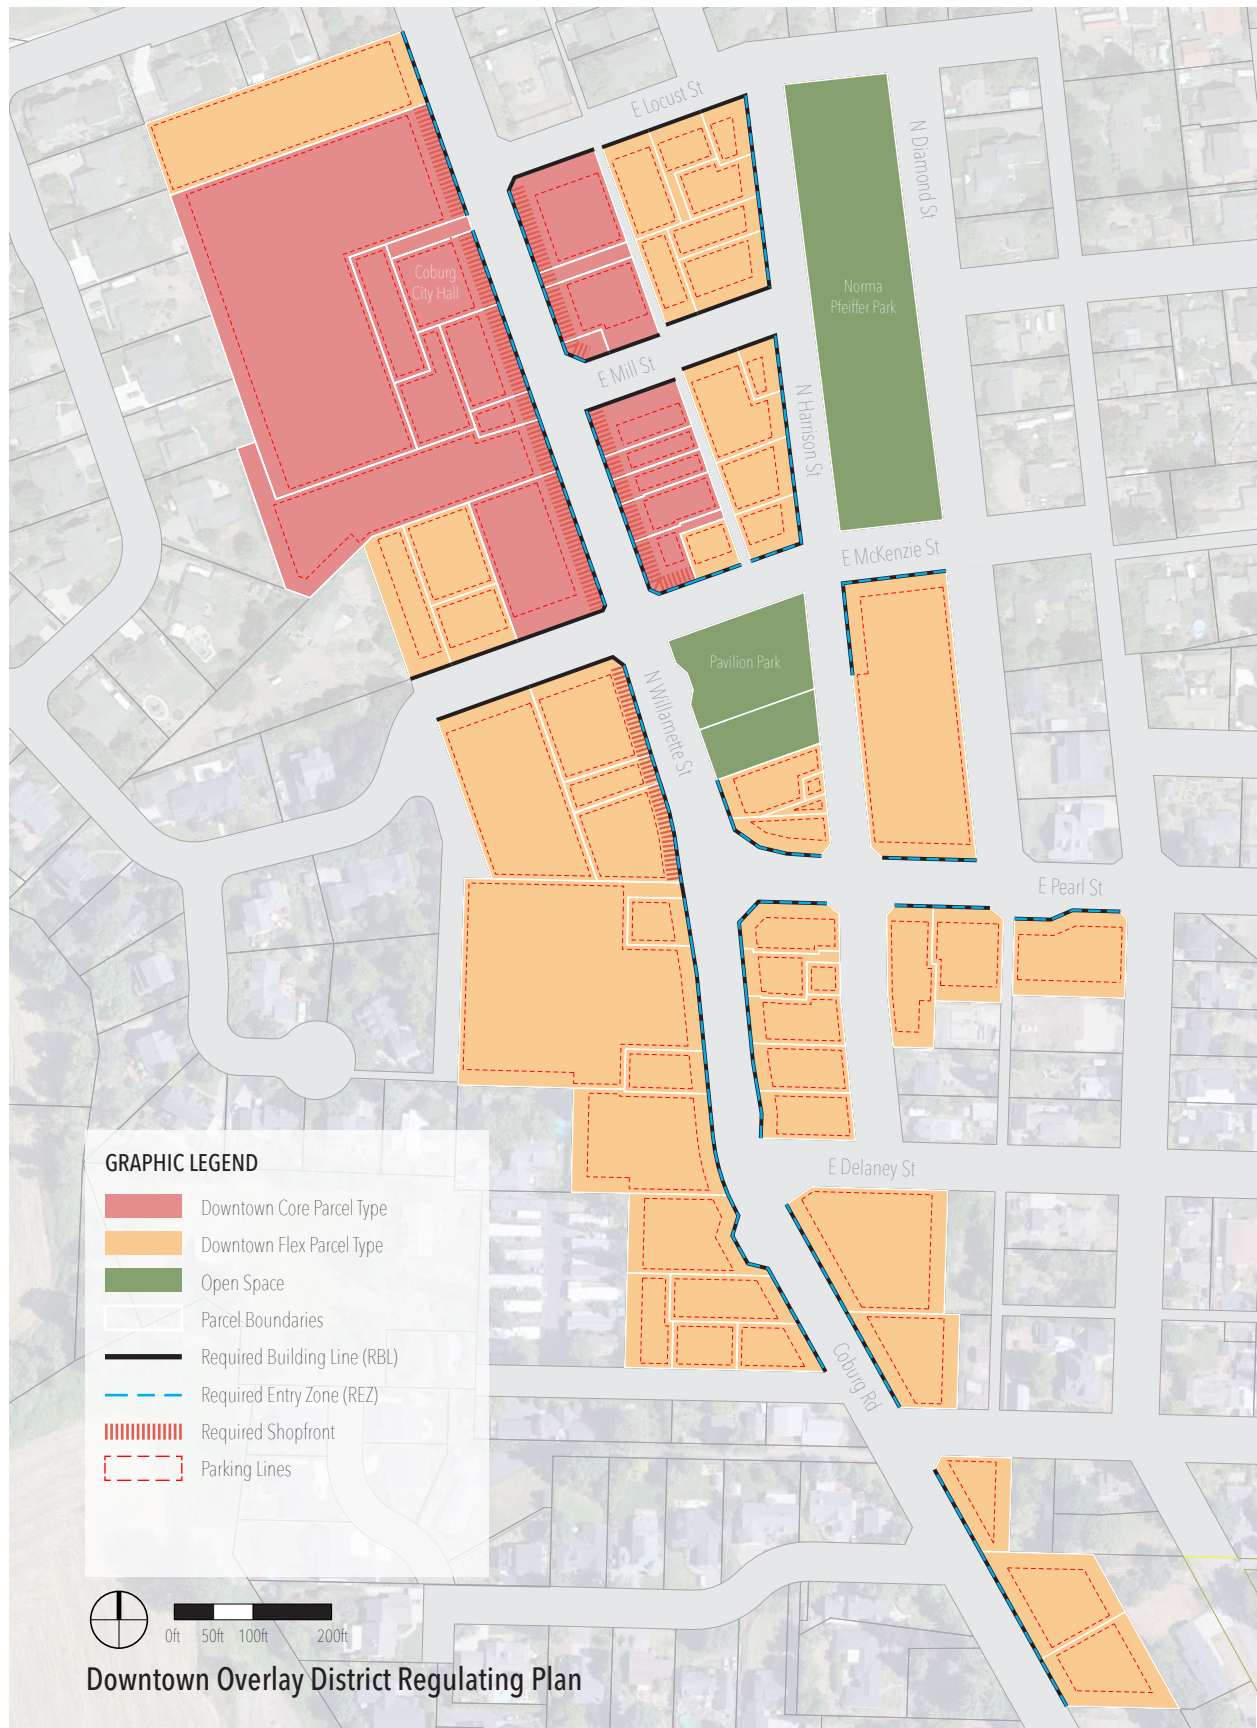 E Locust St
N Diamond St
Coburg
City Hall
Norma
Pfeiffer Park
E Mill St
N Harrison St
E McKenzie St
Pavilion Park
N Willamette St
E Pearl St
E Delaney St
Coburg Rd
GRAPHIC LEGEND
Downtown Core Parcel Type
Downtown Flex Parcel Type
Open Space
Parcel Boundaries
Required Building Line (RBL)
Required Entry Zone (REZ)
Required Shopfront
Parking Lines
0ft 50ft 100ft 200ft
Downtown Overlay District Regulating Plan